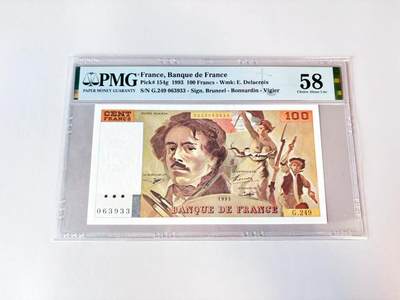 PMG
PAPER MONEY GUARANTY
France, Banque de France
Pick# 154g 1993 100 Francs - Wmk: E. Delacroix
S/N G.249 063933 - Sign. Bruneel - Bonnardin - Vigier
58
Choice About Unc
CENT
FRANCS
100
063933
1993
BANQUE DE FRANCE
G.249